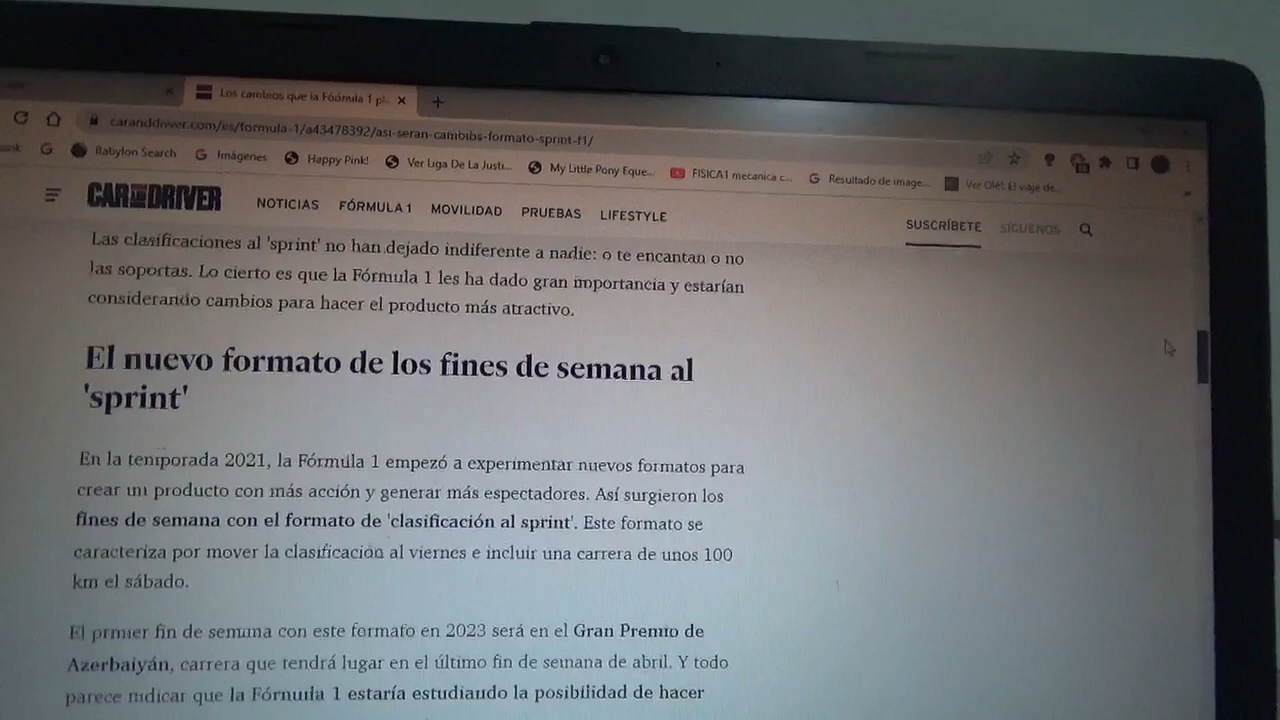 Los cambios que la Fóórmula 1 pl
caranddriver.com/es/formula-1/a43478392/asi-seran-cambios-formato-sprint-f1/
Babylon Search Imágenes Happy Pink! Ver Liga De La Justi... My Little Pony Eque... FISICA1 mecanica c... Resultado de image... Ver Olé!: El viaje de...
CAR AND DRIVER NOTICIAS FÓRMULA 1 MOVILIDAD PRUEBAS LIFESTYLE SUSCRÍBETE SÍGUENOS
Las clasificaciones al 'sprint' no han dejado indiferente a nadie: o te encantan o no
las soportas. Lo cierto es que la Fórmula 1 les ha dado gran importancia y estarían
considerando cambios para hacer el producto más atractivo.
El nuevo formato de los fines de semana al
'sprint'
En la temporada 2021, la Fórmula 1 empezó a experimentar nuevos formatos para
crear un producto con más acción y generar más espectadores. Así surgieron los
fines de semana con el formato de 'clasificación al sprint'. Este formato se
caracteriza por mover la clasificación al viernes e incluir una carrera de unos 100
km el sábado.
El primer fin de semana con este formato en 2023 será en el Gran Premio de
Azerbaiyán, carrera que tendrá lugar en el último fin de semana de abril. Y todo
parece indicar que la Fórmula 1 estaría estudiando la posibilidad de hacer